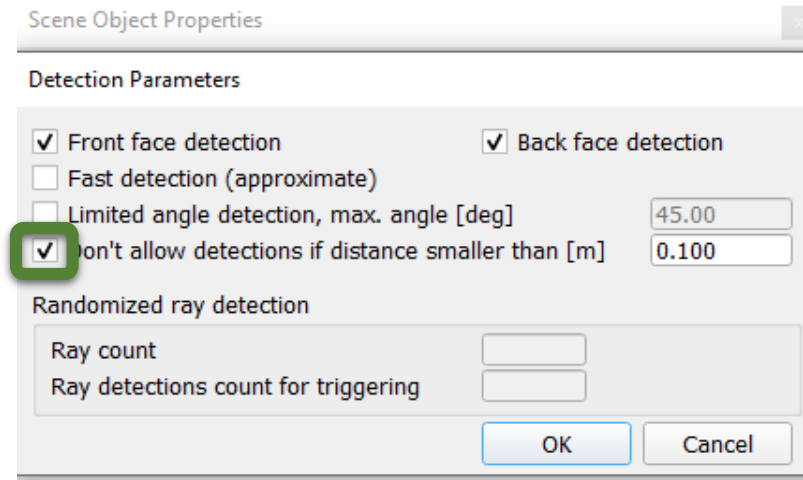 Scene Object Properties
Detection Parameters
Front face detection
Back face detection
Fast detection (approximate)
Limited angle detection, max. angle [deg] 45.00
on't allow detections if distance smaller than [m] 0.100
Randomized ray detection
Ray count
Ray detections count for triggering
OK
Cancel